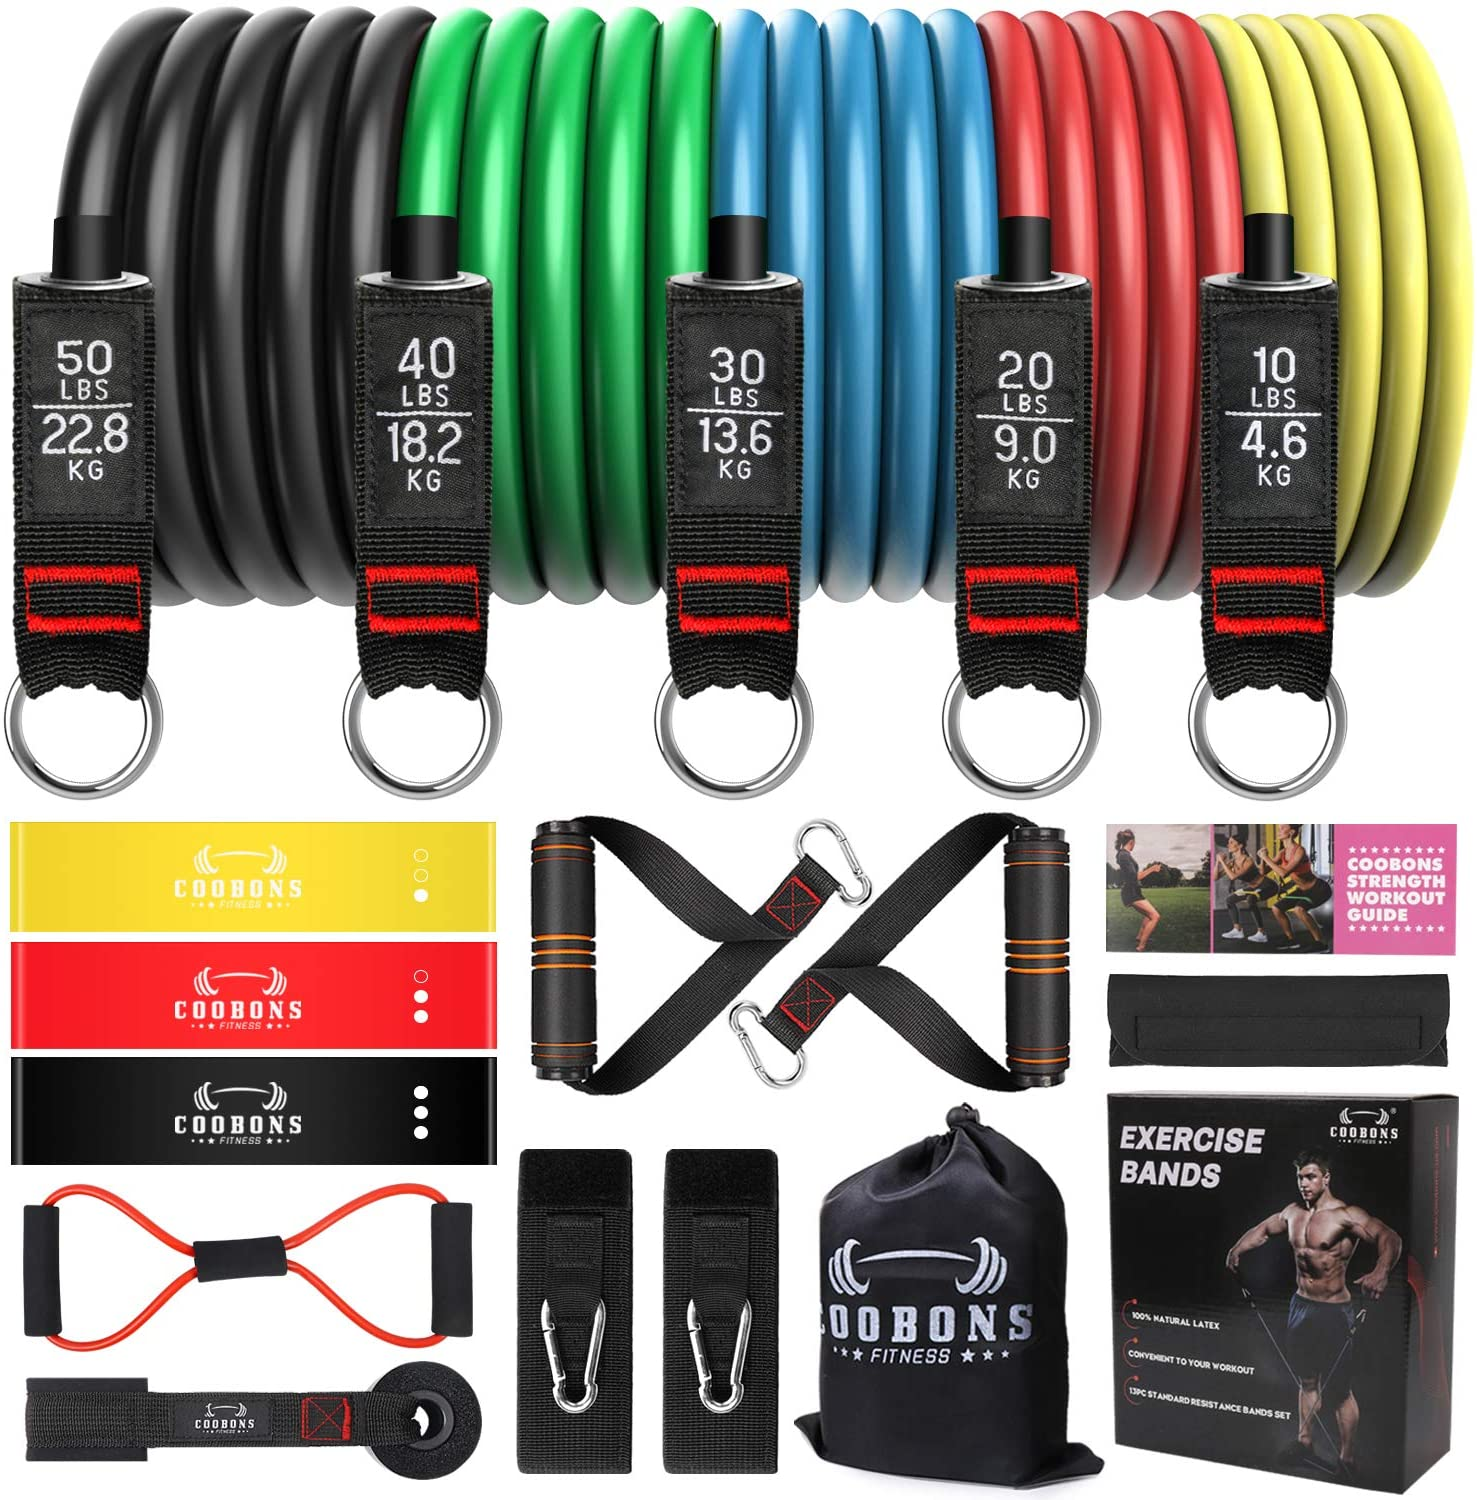 50
LBS
22.8
KG
40
LBS
18.2
KG
30
LBS
13.6
KG
20
LBS
9.0
KG
10
LBS
4.6
KG
COOBONS
FITNESS
COOBONS
FITNESS
COOBONS
FITNESS
COOBONS
STRENGTH
WORKOUT
GUIDE
COOBONS
FITNESS
COOBONS
FITNESS
COOBONS®
FITNESS
EXERCISE
BANDS
100% NATURAL LATEX
CONVENIENT TO YOUR WORKOUT
13PC STANDARD RESISTANCE BANDS SET